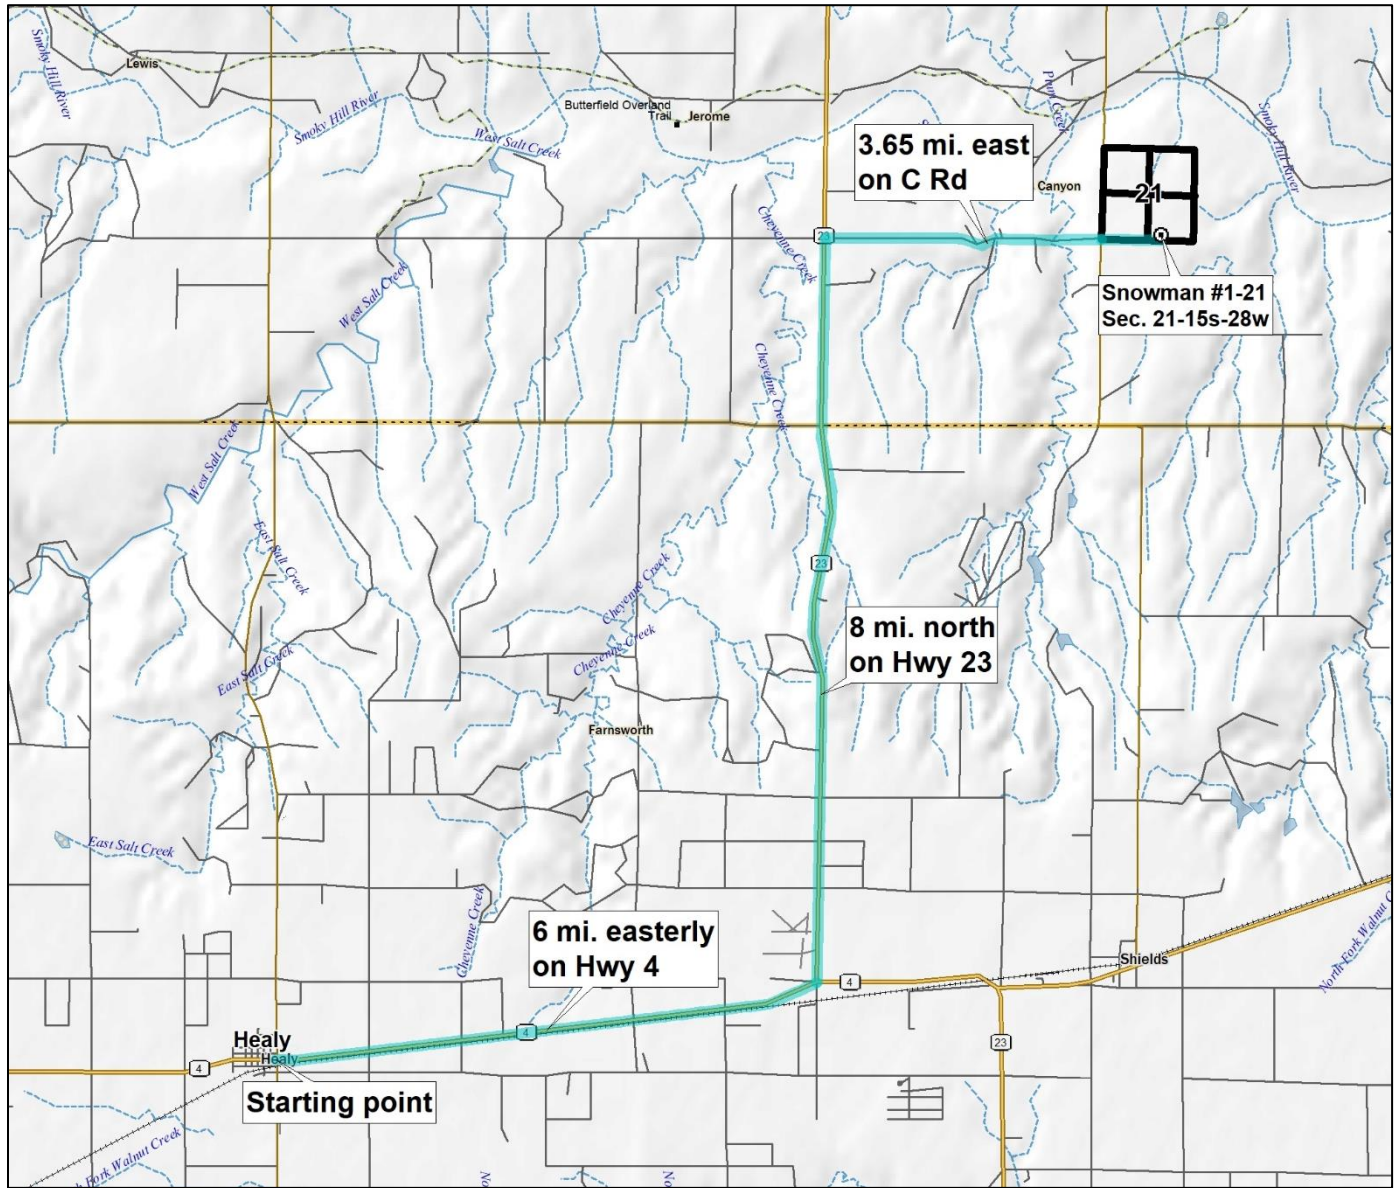 Smoky Hill River
Lewis
Smoky Hill River
West Salt Creek
Butterfield Overland
Trail
Jerome
Plum Creek
Smoky Hill River
3.65 mi. east
on C Rd
Canyon
21
Cheyenne Creek
23
West Salt Creek
Snowman #1-21
Sec. 21-15s-28w
Cheyenne Creek
West Salt Creek
East Salt Creek
23
Cheyenne Creek
Cheyenne Creek
8 mi. north
on Hwy 23
East Salt Creek
Farnsworth
East Salt Creek
Cheyenne Creek
6 mi. easterly
on Hwy 4
Shields
North Fork Walnut C
4
4
Healy
Healy
4
23
Starting point
Fork Walnut Creek
No
No